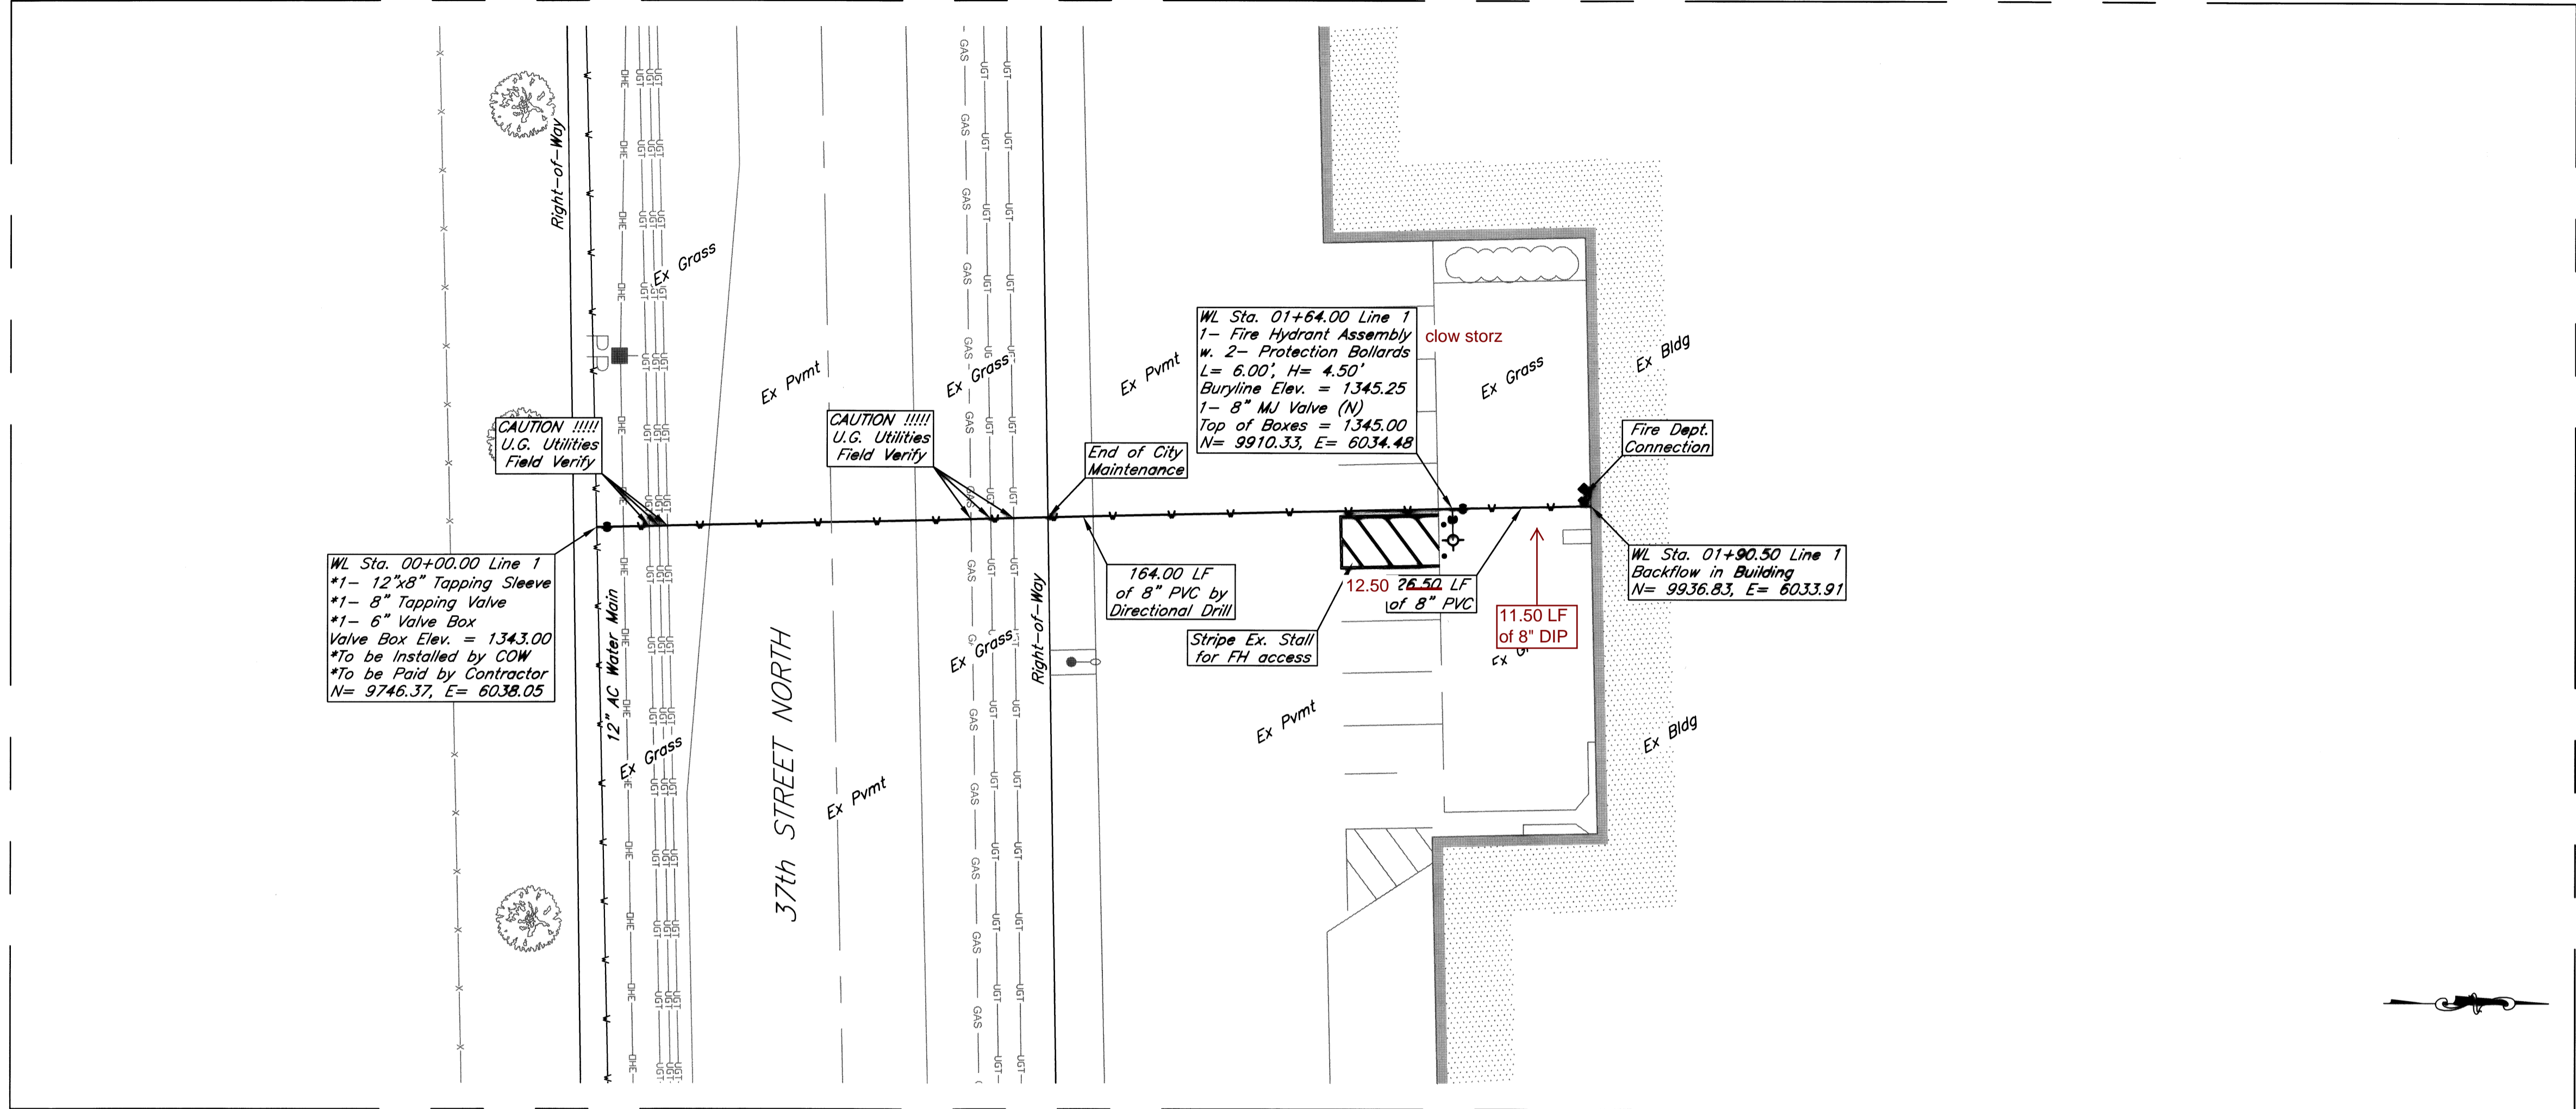 Right-of-Way
Ex Grass
Ex Pvmt
Ex Grass
Ex Pvmt
CAUTION !!!!!
U.G. Utilities
Field Verify
CAUTION !!!!!
U.G. Utilities
Field Verify
End of City
Maintenance
WL Sta. 01+64.00 Line 1
1- Fire Hydrant Assembly
w. 2- Protection Bollards
L= 6.00', H= 4.50'
Buryline Elev. = 1345.25
1- 8" MJ Valve (N)
Top of Boxes = 1345.00
N= 9910.33, E= 6034.48
clow storz
Ex Grass
Ex Bldg
Fire Dept.
Connection
WL Sta. 00+00.00 Line 1
*1- 12"x8" Tapping Sleeve
*1- 8" Tapping Valve
*1- 6" Valve Box
Valve Box Elev. = 1343.00
*To be Installed by COW
*To be Paid by Contractor
N= 9746.37, E= 6038.05
12" AC Water Main
Ex Grass
37th STREET NORTH
Ex Pvmt
Ex Grass
Right-of-Way
164.00 LF
of 8" PVC by
Directional Drill
Stripe Ex. Stall
for FH access
12.50 26.50 LF
of 8" PVC
11.50 LF
of 8" DIP
WL Sta. 01+90.50 Line 1
Backflow in Building
N= 9936.83, E= 6033.91
Ex Pvmt
Ex Bldg
GAS
UGT
OHE